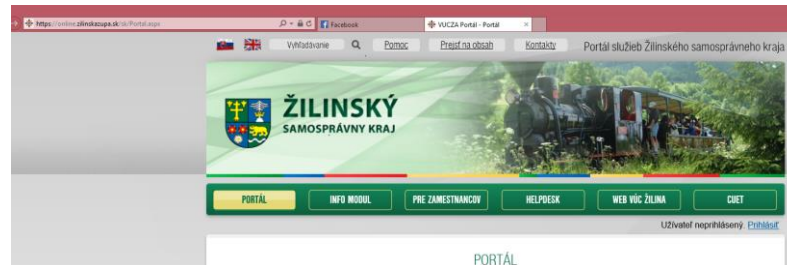 https://online.zilinskazupa.sk/sk/Portal.aspx
Facebook
VUCZA Portál - Portál
Vyhľadávanie Pomoc Prejsť na obsah Kontakty Portál služieb Žilinského samosprávneho kraja
ŽILINSKÝ
SAMOSPRÁVNY KRAJ
PORTÁL INFO MODUL PRE ZAMESTNANCOV HELPDESK WEB VÚC ŽILINA CUET
Užívateľ neprihlásený. Prihlásiť
PORTÁL